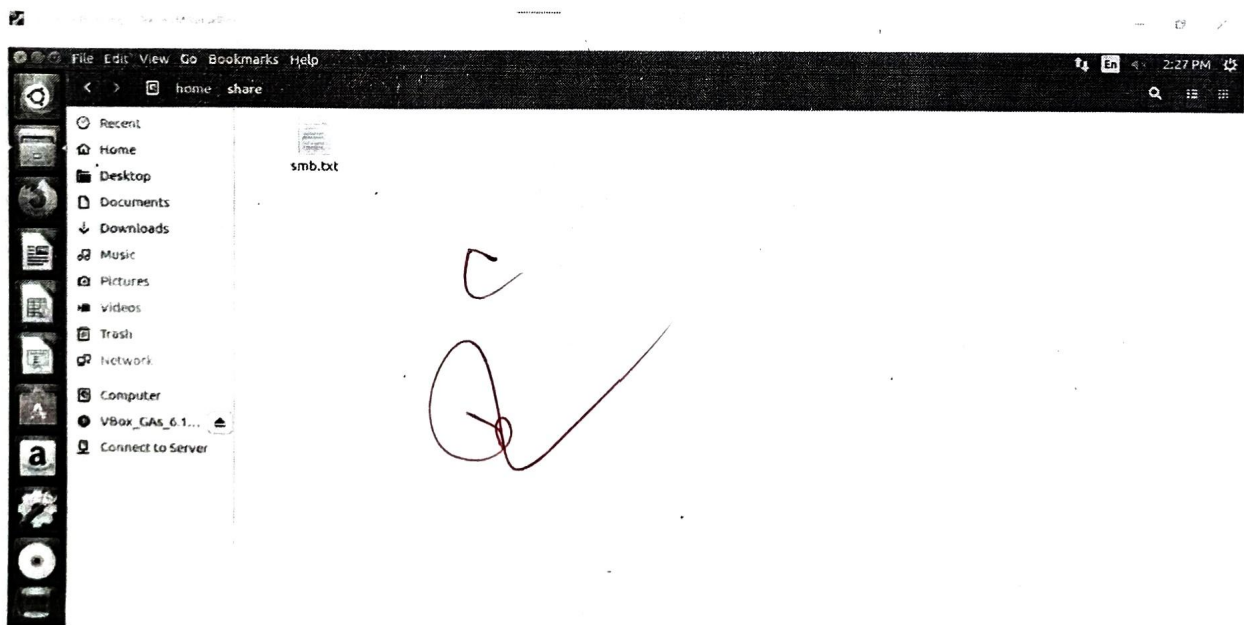 File Edit View Go Bookmarks Help
En 2:27 PM
home share
Recent
Home
Desktop
Documents
Downloads
Music
Pictures
Videos
Trash
Network
Computer
VBox_GAs_6.1...
Connect to Server
smb.txt
a